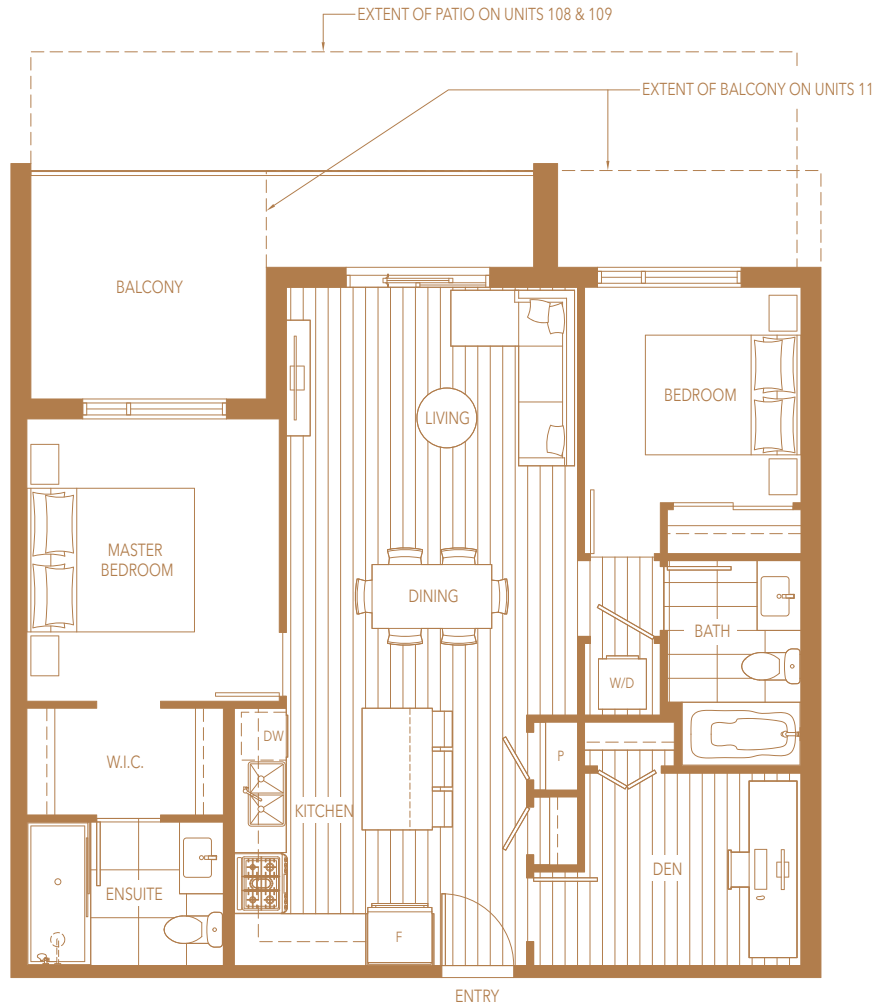 EXTENT OF PATIO ON UNITS 108 & 109
EXTENT OF BALCONY ON UNITS 11
BALCONY
LIVING
BEDROOM
MASTER
BEDROOM
DINING
BATH
W/D
DW
P
W.I.C.
KITCHEN
DEN
ENSUITE
F
ENTRY